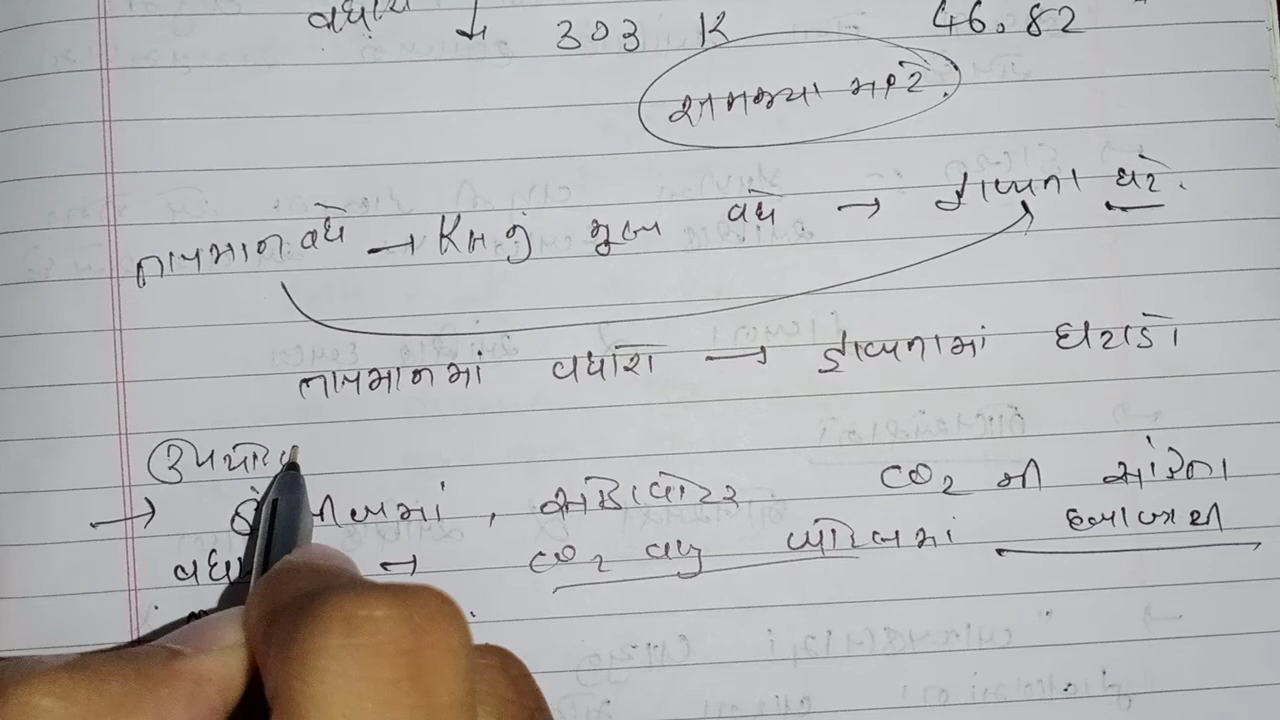 વધારો ↓ 303 K 46.82
સમજવા માટે.
તાપમાન વધે → KH નું મુલ્ય વધે → દ્રાવ્યતા ઘટે.
તાપમાનમાં વધારો → દ્રાવ્યતામાં ઘટાડો
ઉપયોગ
→ , સોડાવોટર CO2 ની સાંદ્રતા
→ CO2 વધુ બોટલમાં દબાણથી